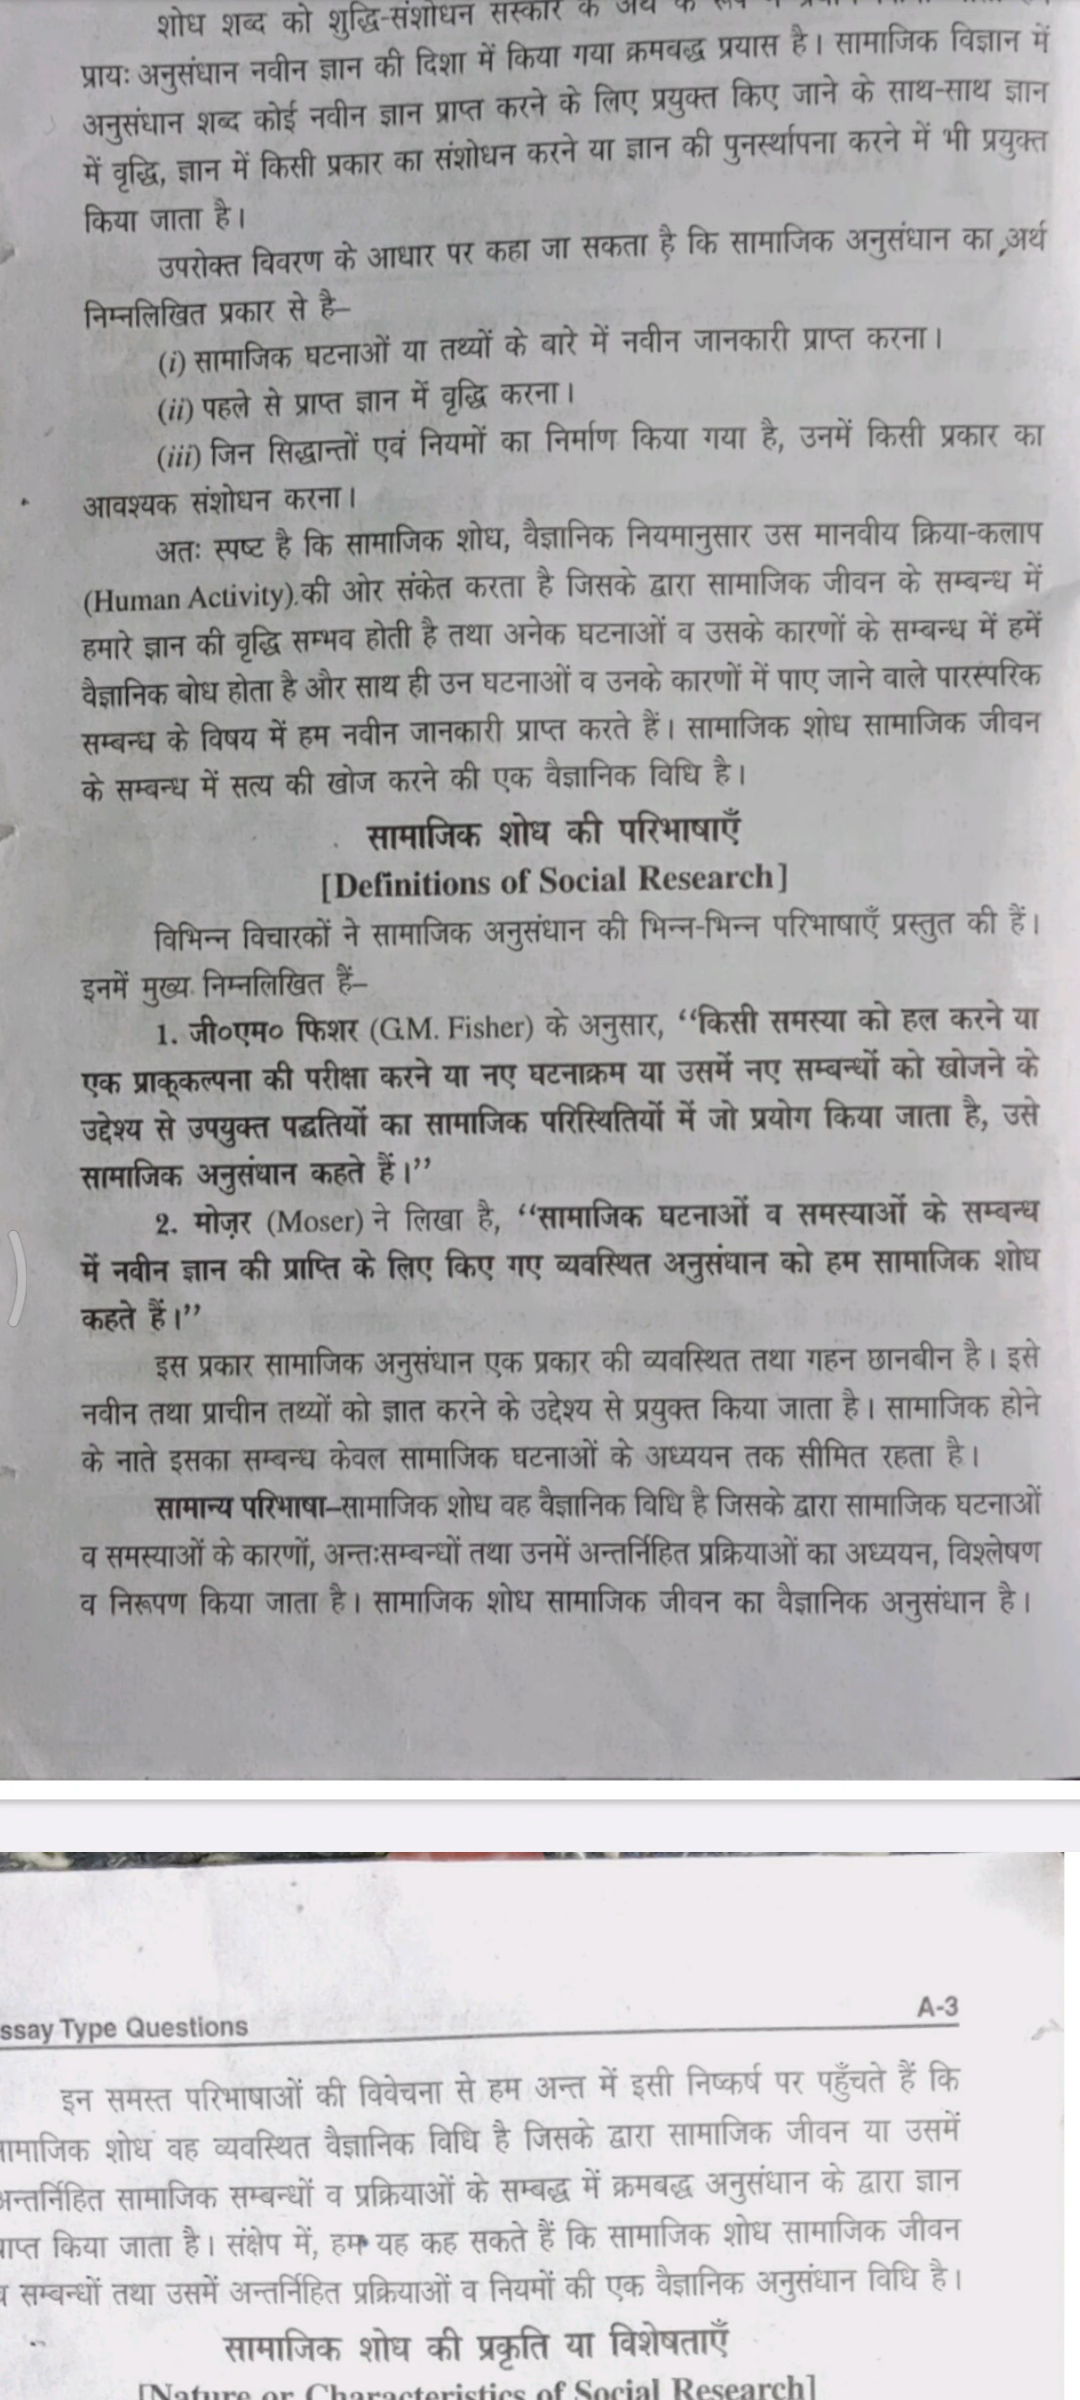 शोध शब्द को शुद्धि-संशोधन संस्कार के अर्थ के रूप में
प्रायः अनुसंधान नवीन ज्ञान की दिशा में किया गया क्रमबद्ध प्रयास है। सामाजिक विज्ञान में
अनुसंधान शब्द कोई नवीन ज्ञान प्राप्त करने के लिए प्रयुक्त किए जाने के साथ-साथ ज्ञान
में वृद्धि, ज्ञान में किसी प्रकार का संशोधन करने या ज्ञान की पुनर्स्थापना करने में भी प्रयुक्त
किया जाता है।
उपरोक्त विवरण के आधार पर कहा जा सकता है कि सामाजिक अनुसंधान का अर्थ
निम्नलिखित प्रकार से है–
(i) सामाजिक घटनाओं या तथ्यों के बारे में नवीन जानकारी प्राप्त करना।
(ii) पहले से प्राप्त ज्ञान में वृद्धि करना।
(iii) जिन सिद्धान्तों एवं नियमों का निर्माण किया गया है, उनमें किसी प्रकार का
आवश्यक संशोधन करना।
अतः स्पष्ट है कि सामाजिक शोध, वैज्ञानिक नियमानुसार उस मानवीय क्रिया-कलाप
(Human Activity) की ओर संकेत करता है जिसके द्वारा सामाजिक जीवन के सम्बन्ध में
हमारे ज्ञान की वृद्धि सम्भव होती है तथा अनेक घटनाओं व उसके कारणों के सम्बन्ध में हमें
वैज्ञानिक बोध होता है और साथ ही उन घटनाओं व उनके कारणों में पाए जाने वाले पारस्परिक
सम्बन्ध के विषय में हम नवीन जानकारी प्राप्त करते हैं। सामाजिक शोध सामाजिक जीवन
के सम्बन्ध में सत्य की खोज करने की एक वैज्ञानिक विधि है।
सामाजिक शोध की परिभाषाएँ
[Definitions of Social Research]
विभिन्न विचारकों ने सामाजिक अनुसंधान की भिन्न-भिन्न परिभाषाएँ प्रस्तुत की हैं।
इनमें मुख्य निम्नलिखित हैं–
1. जी०एम० फिशर (G.M. Fisher) के अनुसार, ‘‘किसी समस्या को हल करने या
एक प्राक्कल्पना की परीक्षा करने या नए घटनाक्रम या उसमें नए सम्बन्धों को खोजने के
उद्देश्य से उपयुक्त पद्धतियों का सामाजिक परिस्थितियों में जो प्रयोग किया जाता है, उसे
सामाजिक अनुसंधान कहते हैं।’’
2. मोज़र (Moser) ने लिखा है, ‘‘सामाजिक घटनाओं व समस्याओं के सम्बन्ध
में नवीन ज्ञान की प्राप्ति के लिए किए गए व्यवस्थित अनुसंधान को हम सामाजिक शोध
कहते हैं।’’
इस प्रकार सामाजिक अनुसंधान एक प्रकार की व्यवस्थित तथा गहन छानबीन है। इसे
नवीन तथा प्राचीन तथ्यों को ज्ञात करने के उद्देश्य से प्रयुक्त किया जाता है। सामाजिक होने
के नाते इसका सम्बन्ध केवल सामाजिक घटनाओं के अध्ययन तक सीमित रहता है।
सामान्य परिभाषा–सामाजिक शोध वह वैज्ञानिक विधि है जिसके द्वारा सामाजिक घटनाओं
व समस्याओं के कारणों, अन्तःसम्बन्धों तथा उनमें अन्तर्निहित प्रक्रियाओं का अध्ययन, विश्लेषण
व निरूपण किया जाता है। सामाजिक शोध सामाजिक जीवन का वैज्ञानिक अनुसंधान है।
ssay Type Questions A-3
इन समस्त परिभाषाओं की विवेचना से हम अन्त में इसी निष्कर्ष पर पहुँचते हैं कि
शोध वह व्यवस्थित वैज्ञानिक विधि है जिसके द्वारा सामाजिक जीवन या उसमें
अन्तर्निहित सामाजिक सम्बन्धों व प्रक्रियाओं के सम्बद्ध में क्रमबद्ध अनुसंधान के द्वारा ज्ञान
किया जाता है। संक्षेप में, हम यह कह सकते हैं कि सामाजिक शोध सामाजिक जीवन
सम्बन्धों तथा उसमें अन्तर्निहित प्रक्रियाओं व नियमों की एक वैज्ञानिक अनुसंधान विधि है।
सामाजिक शोध की प्रकृति या विशेषताएँ
[Nature or Characteristics of Social Research]